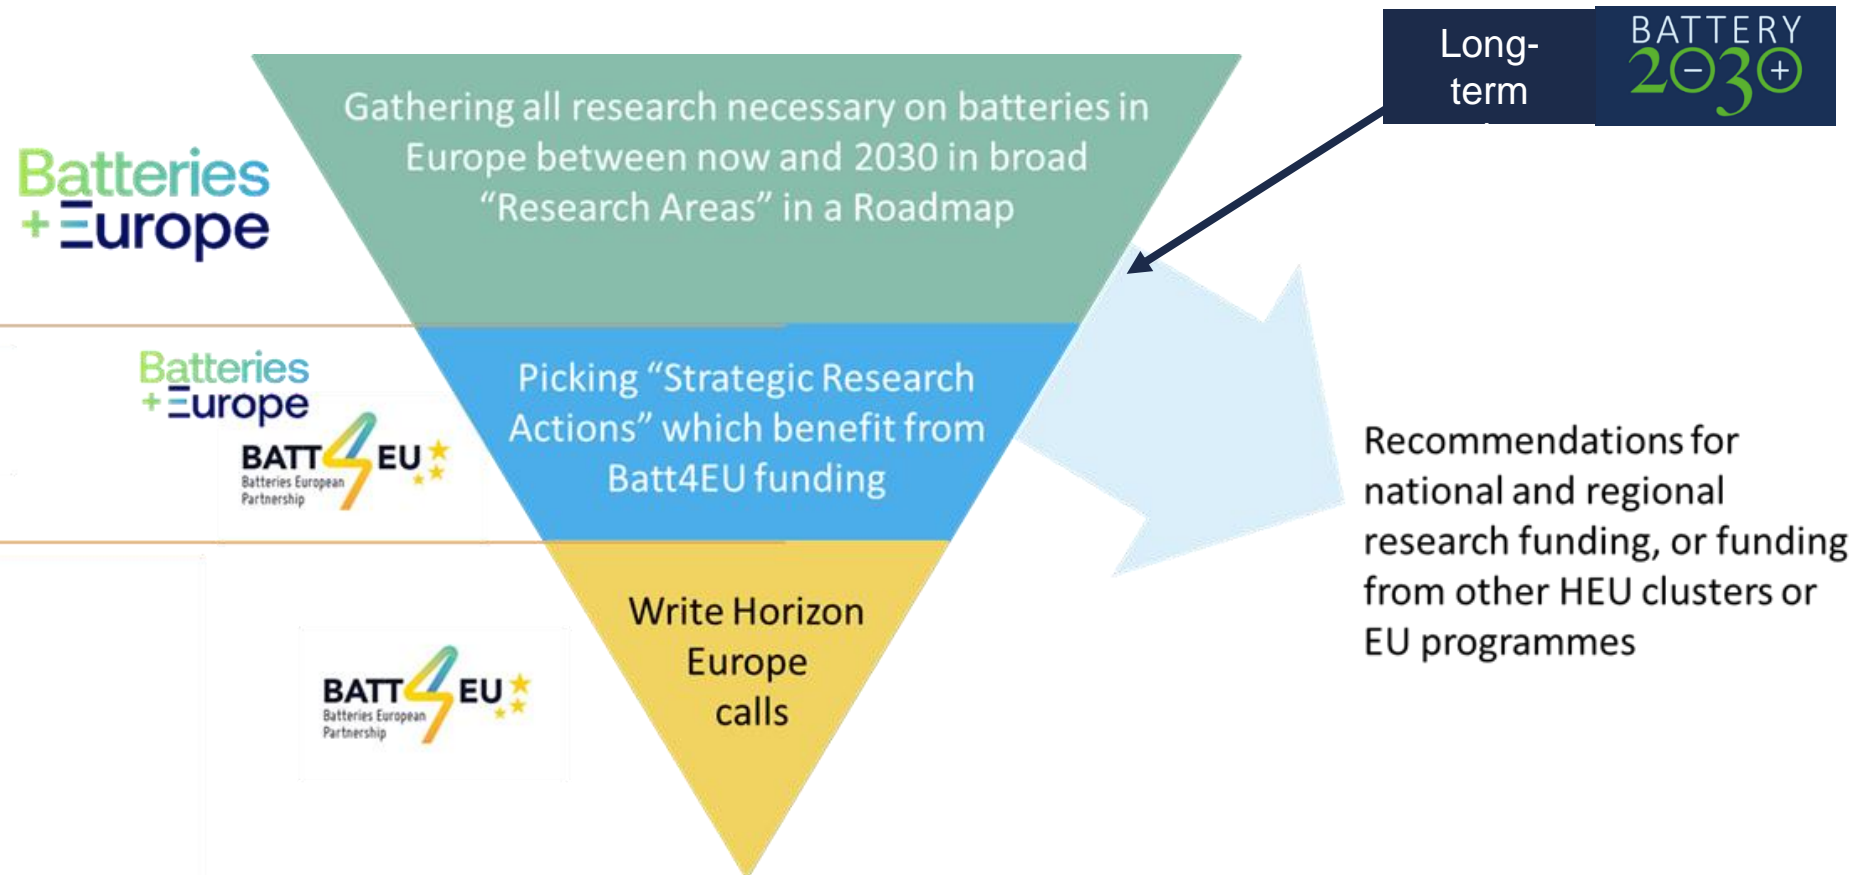 Long-
term
BATTERY
2030
Gathering all research necessary on batteries in
Europe between now and 2030 in broad
“Research Areas” in a Roadmap
Batteries
+ Europe
Picking “Strategic Research
Actions” which benefit from
Batt4EU funding
Batteries
+ Europe
BATT4EU
Batteries European
Partnership
Recommendations for
national and regional
research funding, or funding
from other HEU clusters or
EU programmes
Write Horizon
Europe
calls
BATT4EU
Batteries European
Partnership